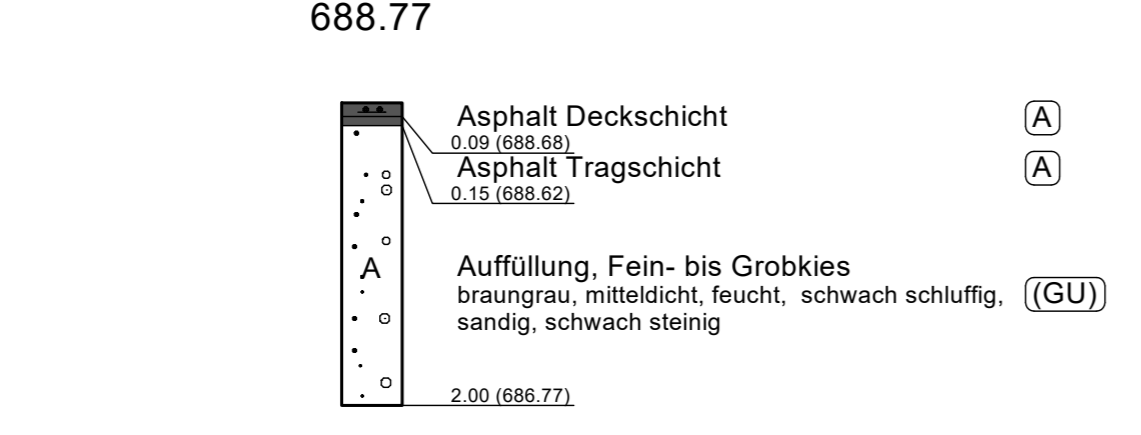 688.77
Asphalt Deckschicht A
0.09 (688.68)
Asphalt Tragschicht A
0.15 (688.62)
A
Auffüllung, Fein- bis Grobkies
braungrau, mitteldicht, feucht, schwach schluffig, (GU)
sandig, schwach steinig
2.00 (686.77)